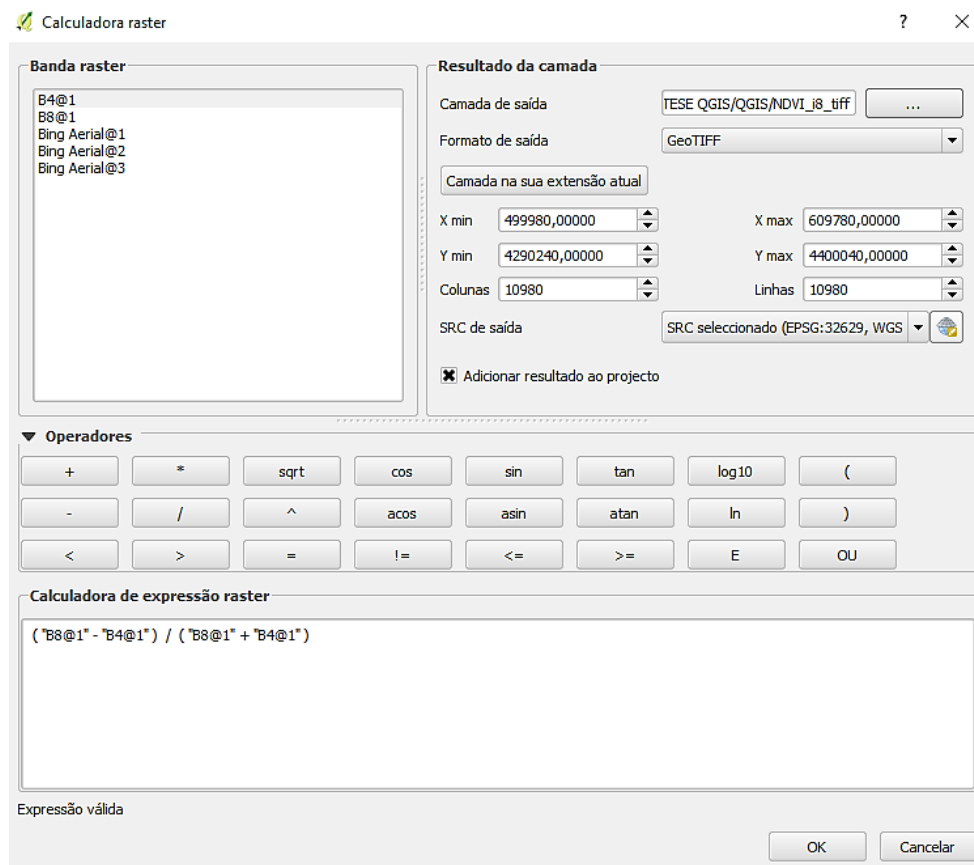 Calculadora raster
Banda raster
B4@1
B8@1
Bing Aerial@1
Bing Aerial@2
Bing Aerial@3
Resultado da camada
Camada de saída TESE QGIS/QGIS/NDVI_i8_tiff ...
Formato de saída GeoTIFF
Camada na sua extensão atual
X min 499980,00000 X max 609780,00000
Y min 4290240,00000 Y max 4400040,00000
Colunas 10980 Linhas 10980
SRC de saída SRC seleccionado (EPSG:32629, WGS
Adicionar resultado ao projecto
Operadores
+ * sqrt cos sin tan log10 (
- / ^ acos asin atan ln )
< > = != <= >= E OU
Calculadora de expressão raster
("B8@1" - "B4@1") / ("B8@1" + "B4@1")
Expressão válida
OK Cancelar